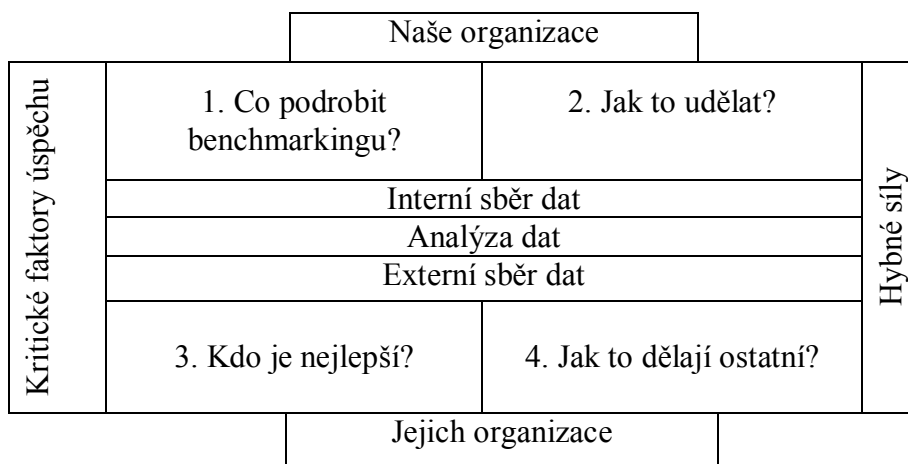 Naše organizace
Kritické faktory úspěchu
1. Co podrobit
benchmarkingu?
2. Jak to udělat?
Interní sběr dat
Analýza dat
Externí sběr dat
3. Kdo je nejlepší?
4. Jak to dělají ostatní?
Hybné síly
Jejich organizace